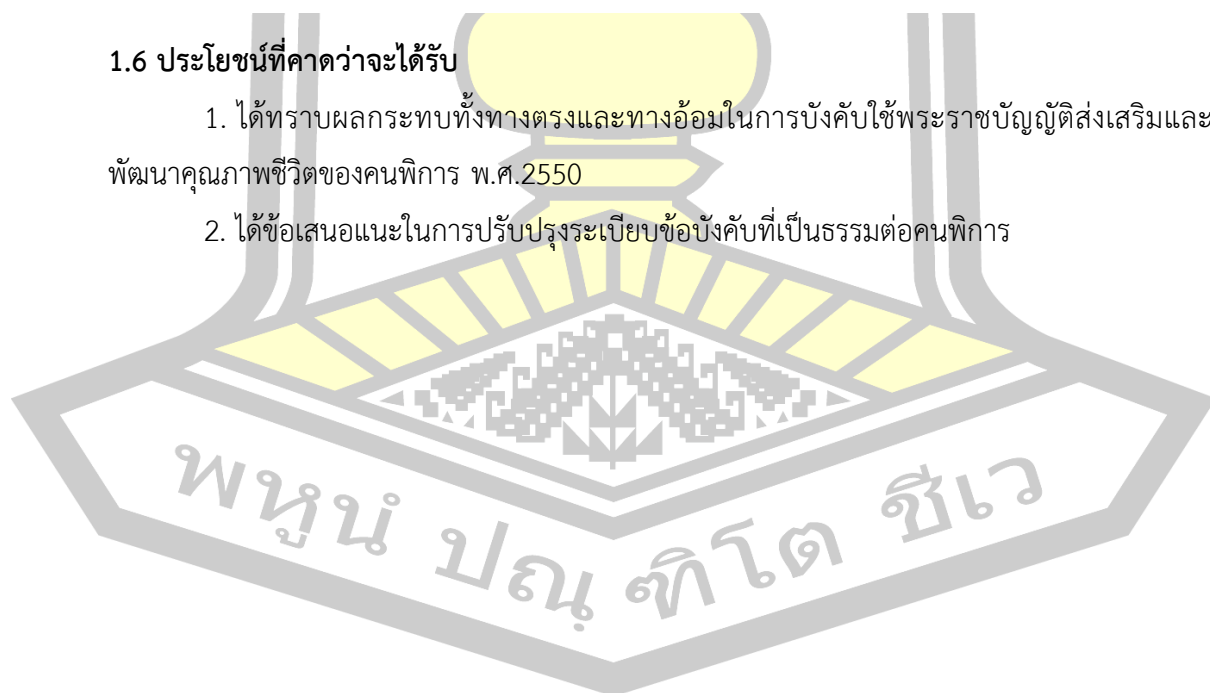 1.6 ประโยชน์ที่คาดว่าจะได้รับ
1. ได้ทราบผลกระทบทั้งทางตรงและทางอ้อมในการบังคับใช้พระราชบัญญัติส่งเสริมและ
พัฒนาคุณภาพชีวิตของคนพิการ พ.ศ.2550
2. ได้ข้อเสนอแนะในการปรับปรุงระเบียบข้อบังคับที่เป็นธรรมต่อคนพิการ
พหูนํ ปณฺ ฑิโต ชีเว